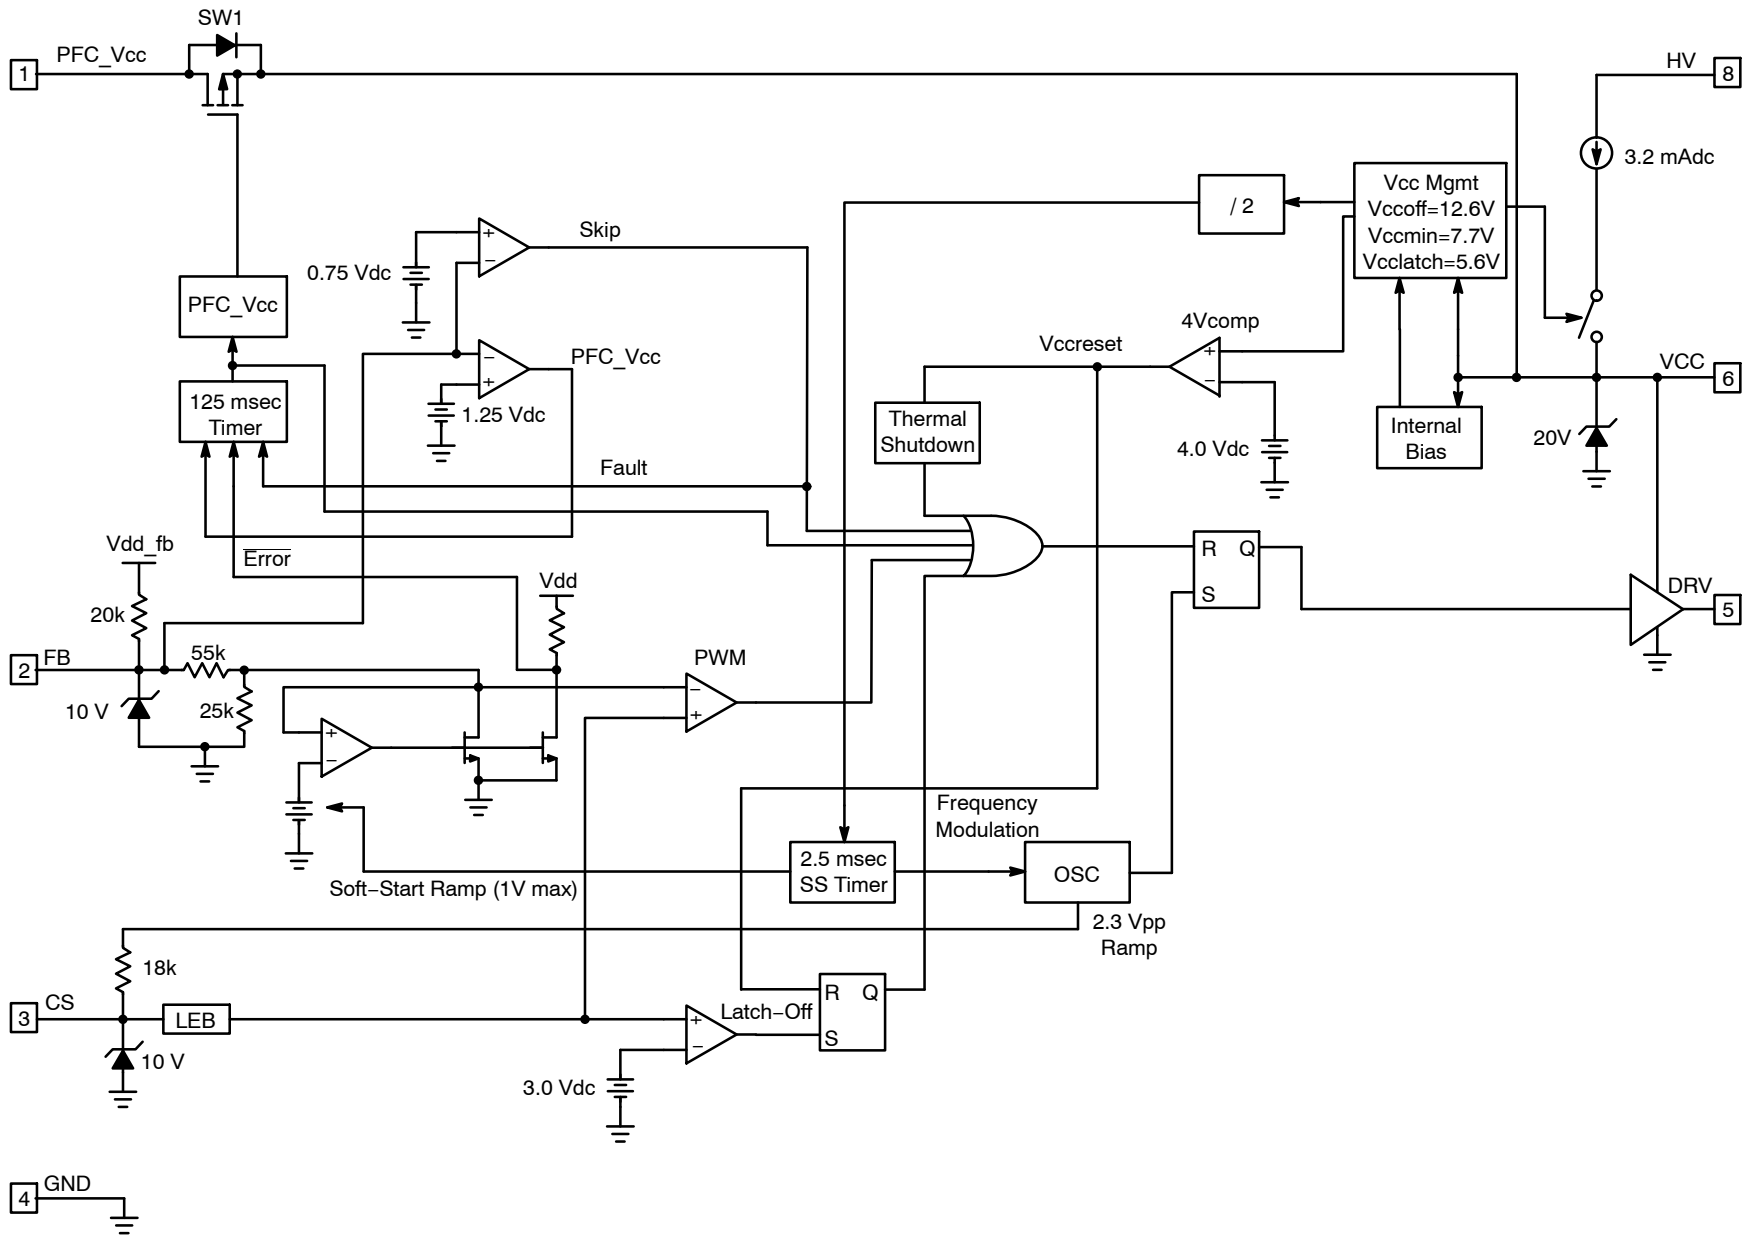 SW1
PFC_Vcc
1
HV
8
3.2 mAdc
Vcc Mgmt
Vccoff=12.6V
Vccmin=7.7V
Vcclatch=5.6V
/ 2
Skip
+
−
0.75 Vdc
PFC_Vcc
4Vcomp
Vccreset
+
−
−
+
PFC_Vcc
1.25 Vdc
VCC
6
125 msec
Timer
Thermal
Shutdown
4.0 Vdc
Internal
Bias
20V
Fault
Vdd_fb
Error
Vdd
R Q
S
DRV
5
20k
2
FB
55k
PWM
−
+
10 V
25k
+
−
Frequency
Modulation
2.5 msec
SS Timer
OSC
Soft−Start Ramp (1V max)
2.3 Vpp
Ramp
18k
3
CS
LEB
+
−
Latch−Off
R Q
S
10 V
3.0 Vdc
4
GND